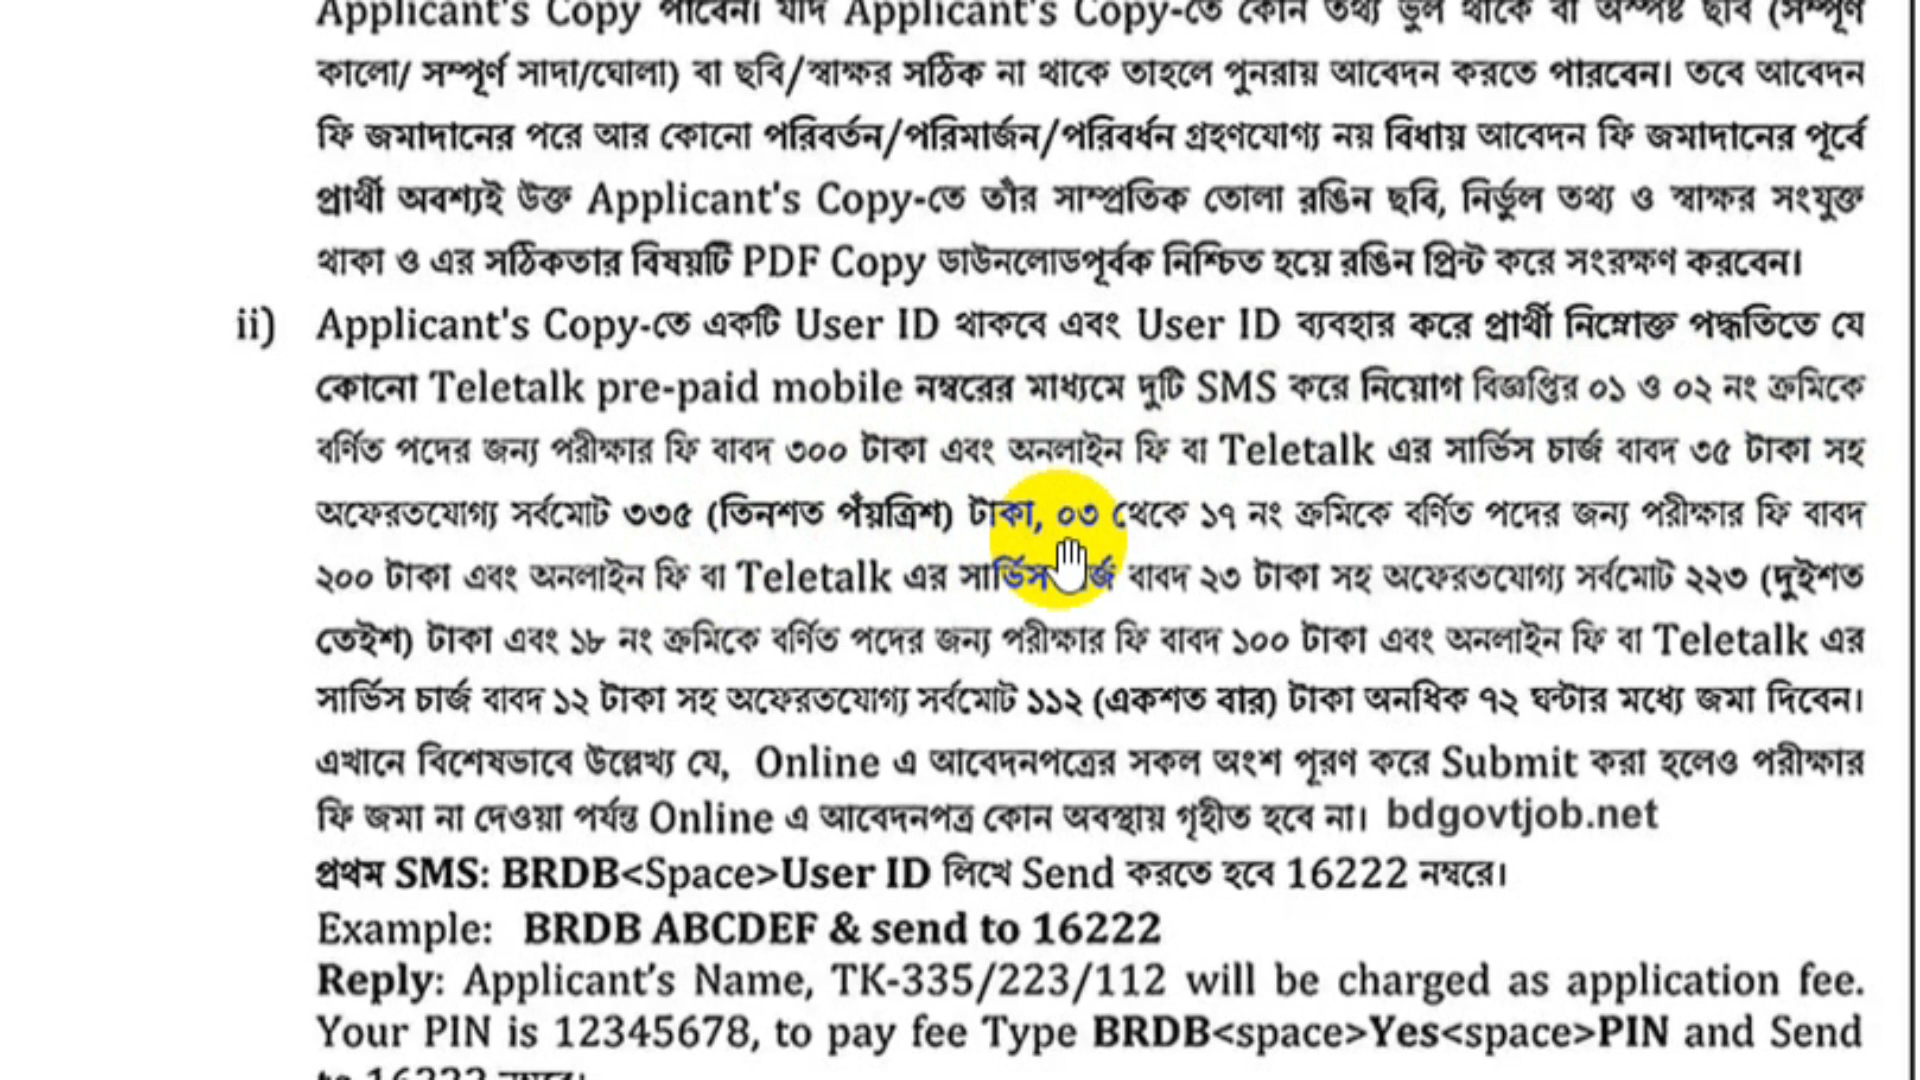 Applicant's Copy পাবেন। যদি Applicant's Copy-তে কোন তথ্য ভুল থাকে বা অস্পষ্ট ছবি (সম্পূর্ণ
কালো/ সম্পূর্ণ সাদা/ঘোলা) বা ছবি/স্বাক্ষর সঠিক না থাকে তাহলে পুনরায় আবেদন করতে পারবেন। তবে আবেদন
ফি জমাদানের পরে আর কোনো পরিবর্তন/পরিমার্জন/পরিবর্ধন গ্রহণযোগ্য নয় বিধায় আবেদন ফি জমাদানের পূর্বে
প্রার্থী অবশ্যই উক্ত Applicant's Copy-তে তাঁর সাম্প্রতিক তোলা রঙিন ছবি, নির্ভুল তথ্য ও স্বাক্ষর সংযুক্ত
থাকা ও এর সঠিকতার বিষয়টি PDF Copy ডাউনলোডপূর্বক নিশ্চিত হয়ে রঙিন প্রিন্ট করে সংরক্ষণ করবেন।
ii) Applicant's Copy-তে একটি User ID থাকবে এবং User ID ব্যবহার করে প্রার্থী নিম্নোক্ত পদ্ধতিতে যে
কোনো Teletalk pre-paid mobile নম্বরের মাধ্যমে দুটি SMS করে নিয়োগ বিজ্ঞপ্তির ০১ ও ০২ নং ক্রমিকে
বর্ণিত পদের জন্য পরীক্ষার ফি বাবদ ৩০০ টাকা এবং অনলাইন ফি বা Teletalk এর সার্ভিস চার্জ বাবদ ৩৫ টাকা সহ
অফেরতযোগ্য সর্বমোট ৩৩৫ (তিনশত পঁয়ত্রিশ) টাকা, ০৩ থেকে ১৭ নং ক্রমিকে বর্ণিত পদের জন্য পরীক্ষার ফি বাবদ
২০০ টাকা এবং অনলাইন ফি বা Teletalk এর সার্ভিস চার্জ বাবদ ২৩ টাকা সহ অফেরতযোগ্য সর্বমোট ২২৩ (দুইশত
তেইশ) টাকা এবং ১৮ নং ক্রমিকে বর্ণিত পদের জন্য পরীক্ষার ফি বাবদ ১০০ টাকা এবং অনলাইন ফি বা Teletalk এর
সার্ভিস চার্জ বাবদ ১২ টাকা সহ অফেরতযোগ্য সর্বমোট ১১২ (একশত বার) টাকা অনধিক ৭২ ঘন্টার মধ্যে জমা দিবেন।
এখানে বিশেষভাবে উল্লেখ্য যে, Online এ আবেদনপত্রের সকল অংশ পূরণ করে Submit করা হলেও পরীক্ষার
ফি জমা না দেওয়া পর্যন্ত Online এ আবেদনপত্র কোন অবস্থায় গৃহীত হবে না। bdgovtjob.net
প্রথম SMS: BRDB<Space>User ID লিখে Send করতে হবে 16222 নম্বরে।
Example: BRDB ABCDEF & send to 16222
Reply: Applicant's Name, TK-335/223/112 will be charged as application fee.
Your PIN is 12345678, to pay fee Type BRDB<space>Yes<space>PIN and Send
to 16222 নম্বরে।